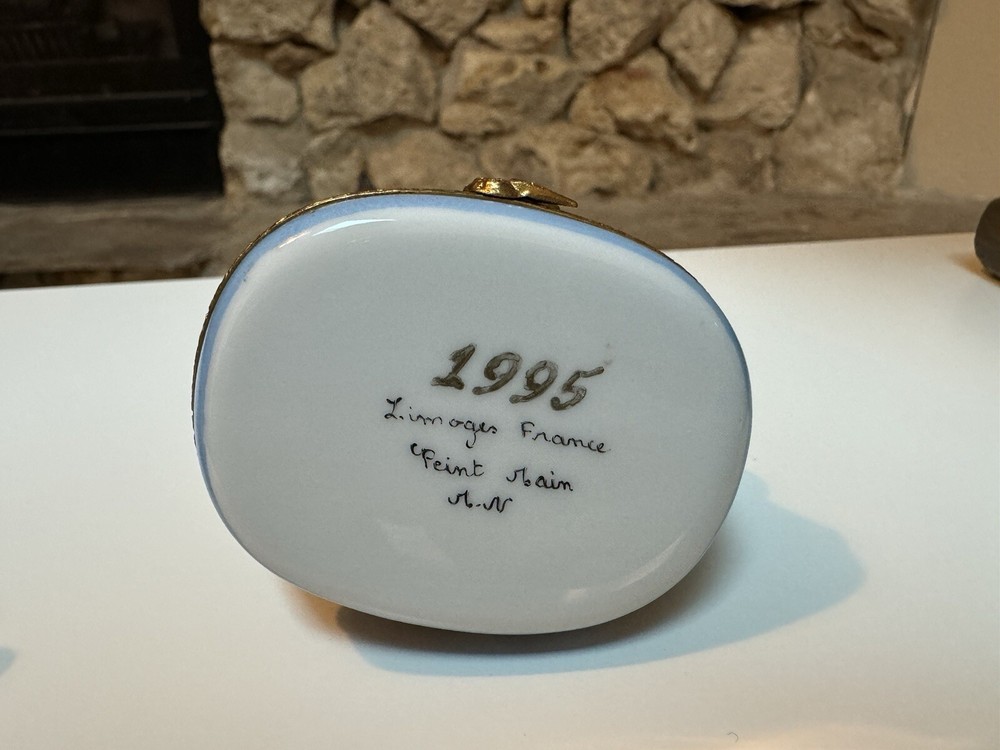 1995
Limoges France
Peint Main
M.N